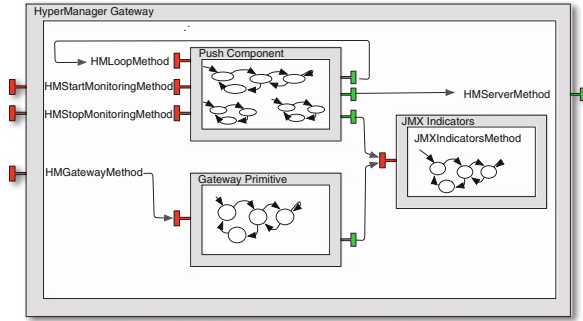 HyperManager Gateway
Push Component
HMLoopMethod
HMStartMonitoringMethod
HMServerMethod
HMStopMonitoringMethod
JMX Indicators
JMXIndicatorsMethod
HMGatewayMethod
Gateway Primitive